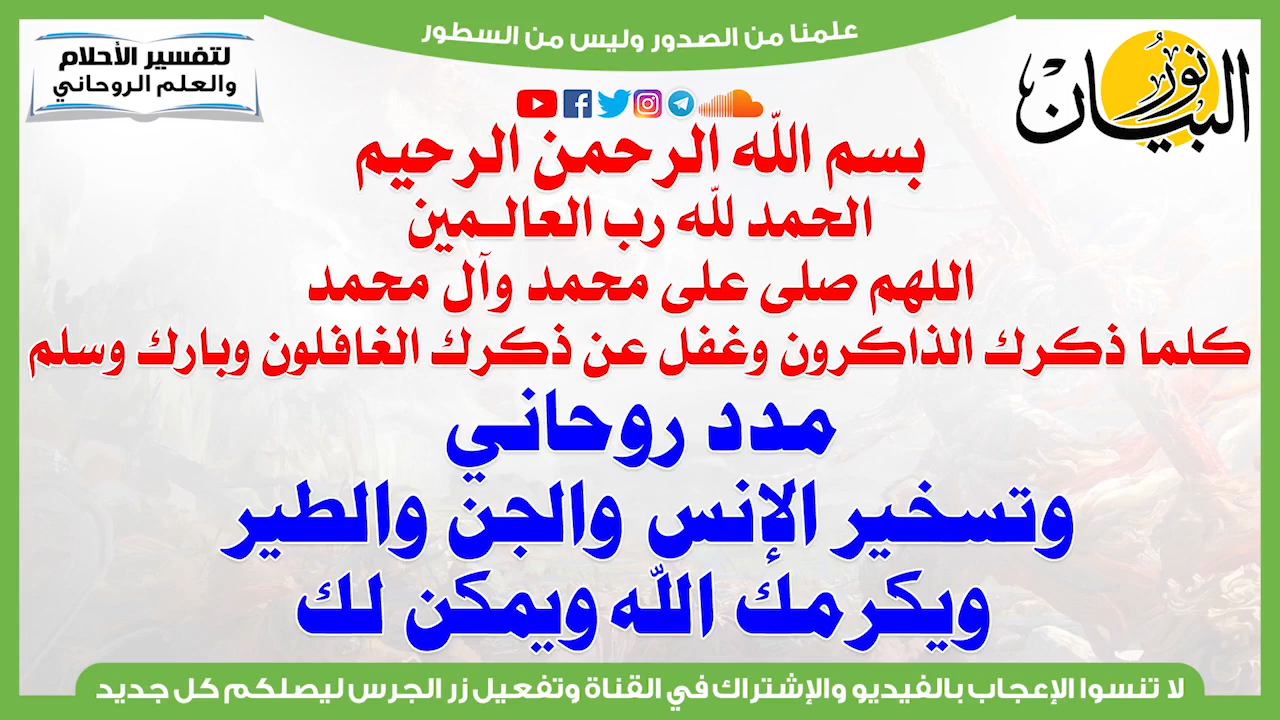 علمنا من الصدور وليس من السطور
لتفسير الأحلام
والعلم الروحاني
نور
البيان
بسم الله الرحمن الرحيم
الحمد لله رب العالـمين
اللهم صلى على محمد وآل محمد
كلما ذكرك الذاكرون وغفل عن ذكرك الغافلون وبارك وسلم
مدد روحاني
وتسخير الإنس والجن والطير
ويكرمك الله ويمكن لك
لا تنسوا الإعجاب بالفيديو والإشتراك في القناة وتفعيل زر الجرس ليصلكم كل جديد